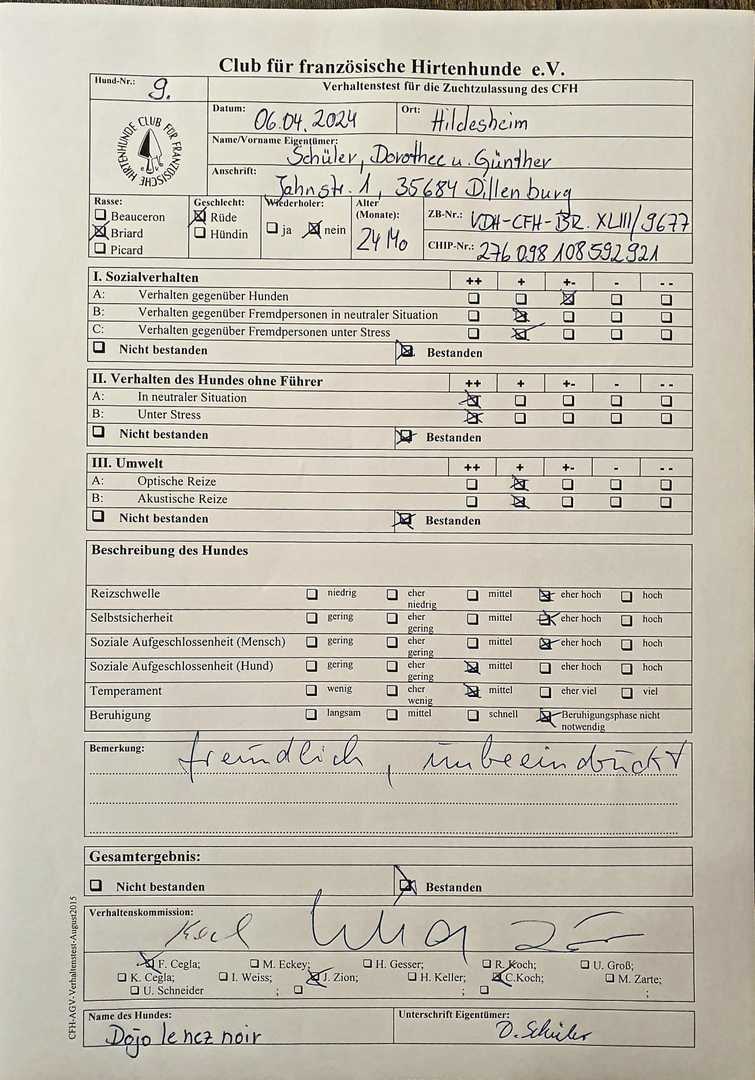 Club für französische Hirtenhunde e.V.
Hund-Nr.: 9.
Verhaltenstest für die Zuchtzulassung des CFH
CLUB FÜR FRANZÖSISCHE HIRTENHUNDE e.V.
Datum: 06.04.2024 Ort: Hildesheim
Name/Vorname Eigentümer: Schüler, Dorothee u. Günther
Anschrift: Jahnstr. 1, 35684 Dillenburg
Rasse:
☐ Beauceron
☒ Briard
☐ Picard
Geschlecht:
☒ Rüde
☐ Hündin
Wiederholer:
☐ ja ☒ nein
Alter (Monate): 24 Mo
ZB-Nr.: VDH-CFH-BR. XLIII/9677
CHIP-Nr.: 276098108592921
I. Sozialverhalten ++ + +- - - -
A: Verhalten gegenüber Hunden ☐ ☐ ☒ ☐ ☐
B: Verhalten gegenüber Fremdpersonen in neutraler Situation ☐ ☒ ☐ ☐ ☐
C: Verhalten gegenüber Fremdpersonen unter Stress ☐ ☒ ☐ ☐ ☐
☐ Nicht bestanden ☒ Bestanden
II. Verhalten des Hundes ohne Führer ++ + +- - - -
A: In neutraler Situation ☒ ☐ ☐ ☐ ☐
B: Unter Stress ☒ ☐ ☐ ☐ ☐
☐ Nicht bestanden ☒ Bestanden
III. Umwelt ++ + +- - - -
A: Optische Reize ☐ ☒ ☐ ☐ ☐
B: Akustische Reize ☐ ☒ ☐ ☐ ☐
☐ Nicht bestanden ☒ Bestanden
Beschreibung des Hundes
Reizschwelle ☐ niedrig ☐ eher niedrig ☐ mittel ☒ eher hoch ☐ hoch
Selbstsicherheit ☐ gering ☐ eher gering ☐ mittel ☒ eher hoch ☐ hoch
Soziale Aufgeschlossenheit (Mensch) ☐ gering ☐ eher gering ☐ mittel ☒ eher hoch ☐ hoch
Soziale Aufgeschlossenheit (Hund) ☐ gering ☐ eher gering ☒ mittel ☐ eher hoch ☐ hoch
Temperament ☐ wenig ☐ eher wenig ☒ mittel ☐ eher viel ☐ viel
Beruhigung ☐ langsam ☐ mittel ☐ schnell ☒ Beruhigungsphase nicht notwendig
Bemerkung: freundlich, unbeeindruckt
Gesamtergebnis:
☐ Nicht bestanden ☒ Bestanden
Verhaltenskommission:
☒ F. Cegla; ☐ M. Eckey; ☐ H. Gesser; ☐ R. Koch; ☐ U. Groß;
☐ K. Cegla; ☐ I. Weiss; ☒ J. Zion; ☐ H. Keller; ☒ C.Koch; ☐ M. Zarte;
☐ U. Schneider ; ☐ ; ☐ ;
Name des Hundes: Dojo le nez noir
Unterschrift Eigentümer: D. Schüler
CFH-AGV-Verhaltenstest-August2015